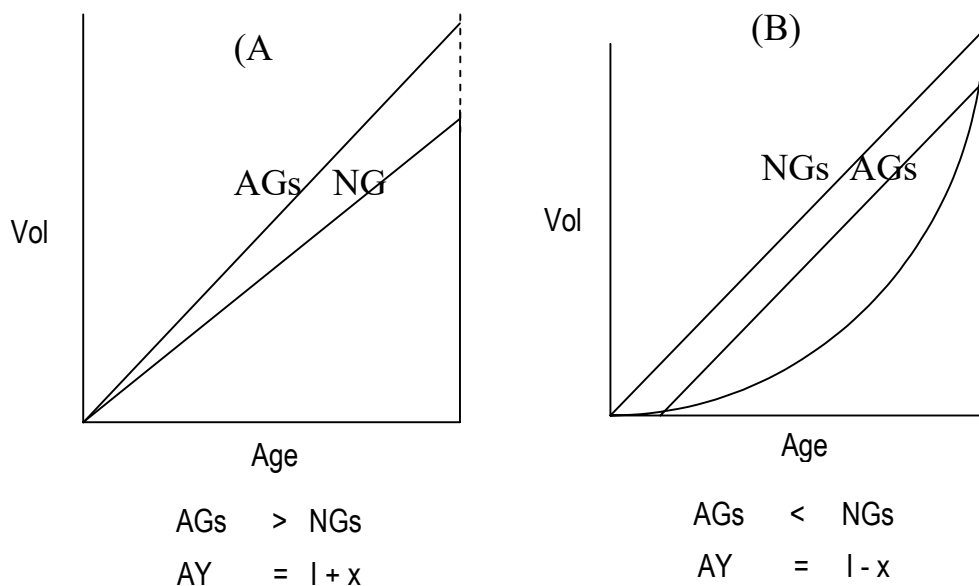 (A
AGs NG
Vol
Age
AGs > NGs
AY = I + x
(B)
NGs AGs
Vol
Age
AGs < NGs
AY = I - x